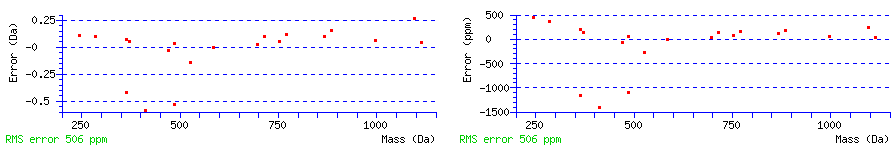 0.25
-0
-0.25
-0.5
Error (Da)
250
500
750
1000
RMS error 506 ppm
Mass (Da)
500
0
-500
-1000
-1500
Error (ppm)
250
500
750
1000
RMS error 506 ppm
Mass (Da)